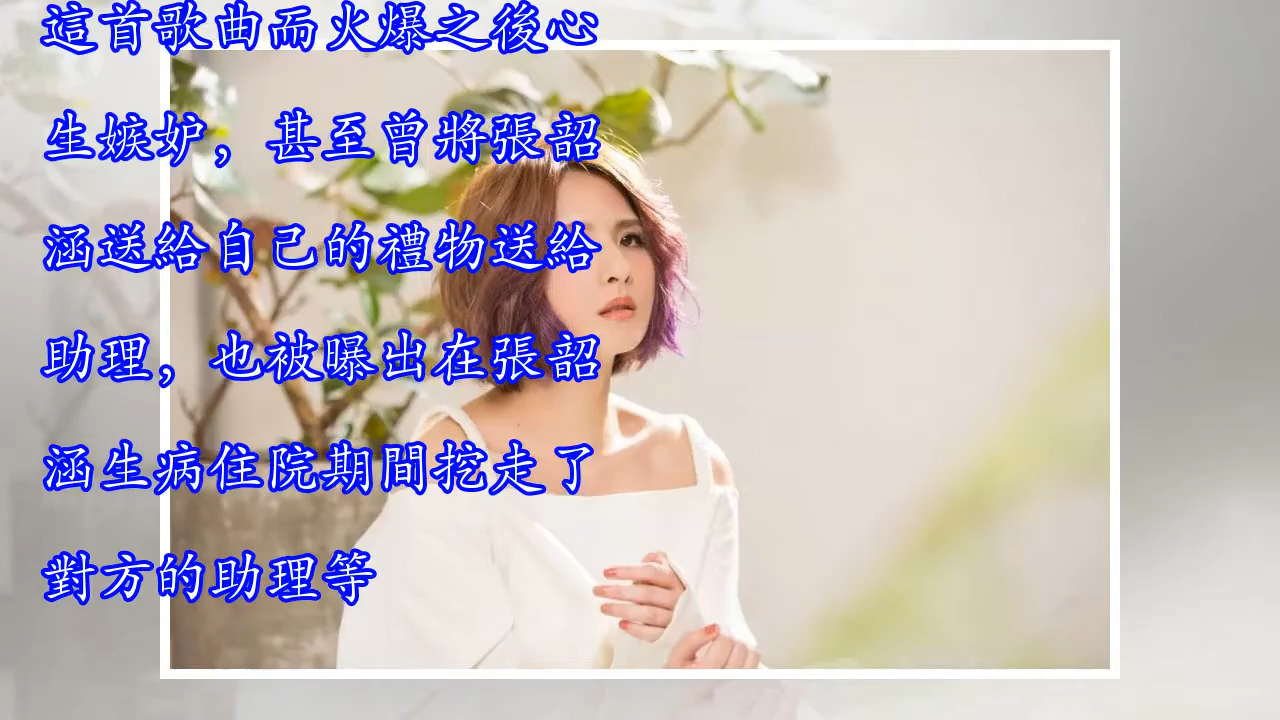 這首歌曲而火爆之後心
生嫉妒，甚至曾將張韶
涵送給自己的禮物送給
助理，也被曝出在張韶
涵生病住院期間挖走了
對方的助理等